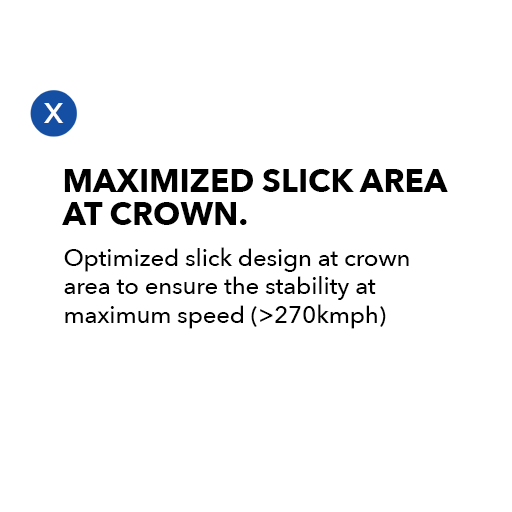 X
MAXIMIZED SLICK AREA
AT CROWN.
Optimized slick design at crown
area to ensure the stability at
maximum speed (>270kmph)